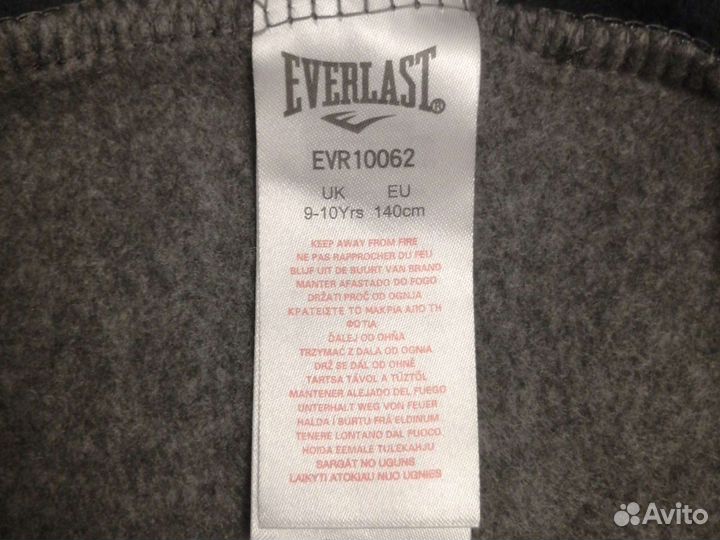 EVERLAST®
EVR10062
UK EU
9-10Yrs 140cm
KEEP AWAY FROM FIRE
NE PAS RAPPROCHER DU FEU
BLIJF UIT DE BUURT VAN BRAND
MANTER AFASTADO DO FOGO
DRŽATI PROČ OD OGNJA
ΚΡΑΤΕΙΣΤΕ ΤΟ ΜΑΚΡΙΑ ΑΠΟ ΤΗ
ΦΩΤΙΑ
ĎALEJ OD OHŇA
TRZYMAĆ Z DALA OD OGNIA
DRŽ SE DÁL OD OHNĚ
TARTSA TÁVOL A TŰZTŐL
MANTENER ALEJADO DEL FUEGO
UNTERHALT WEG VON FEUER
HALDA Í BURTU FRÁ ELDINUM
TENERE LONTANO DAL FUOCO
HOIDA EEMALE TULEKAHJU
SARGĀT NO UGUNS
LAIKYTI ATOKIAU NUO UGNIES
Avito